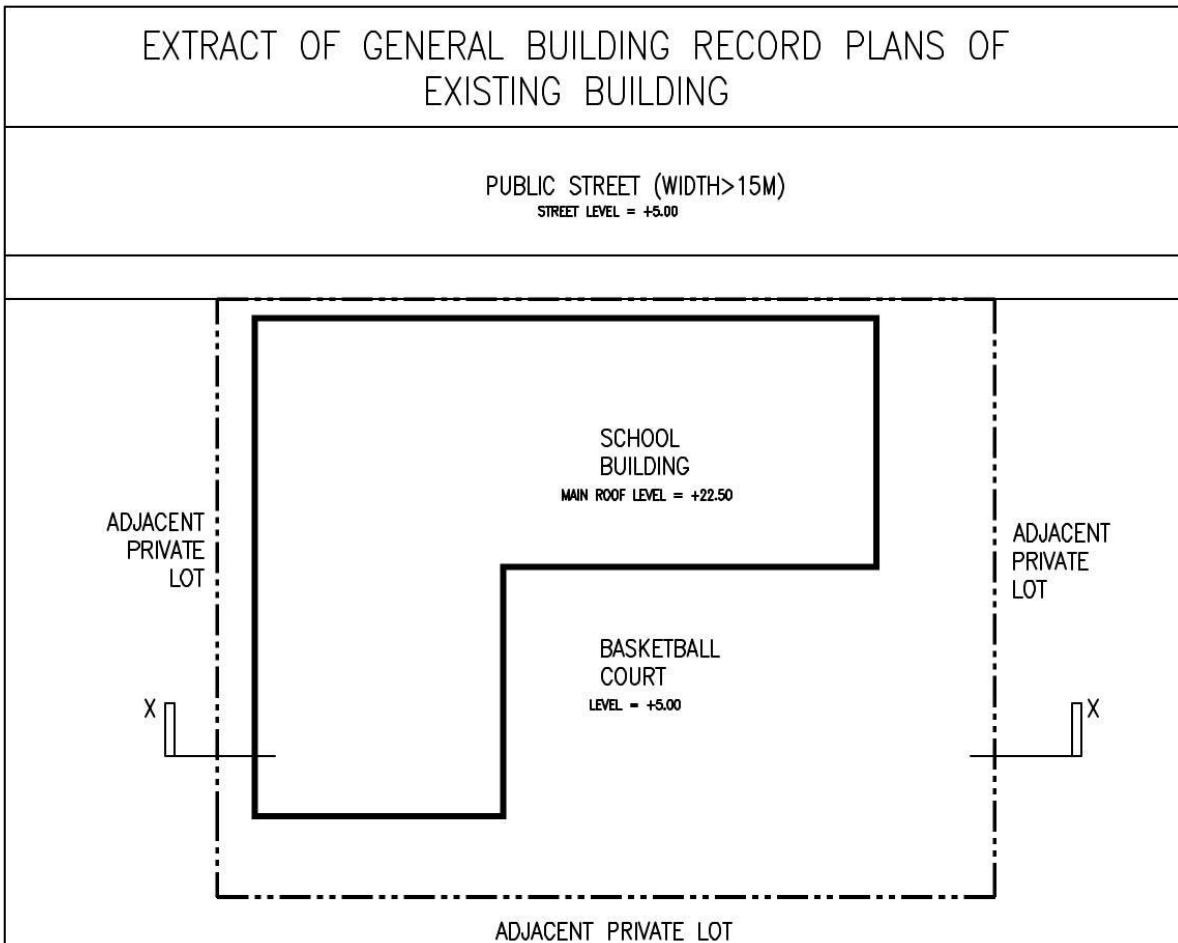 EXTRACT OF GENERAL BUILDING RECORD PLANS OF
EXISTING BUILDING
PUBLIC STREET (WIDTH>15M)
STREET LEVEL = +5.00
SCHOOL
BUILDING
MAIN ROOF LEVEL = +22.50
ADJACENT
PRIVATE
LOT
ADJACENT
PRIVATE
LOT
BASKETBALL
COURT
LEVEL = +5.00
X
X
ADJACENT PRIVATE LOT